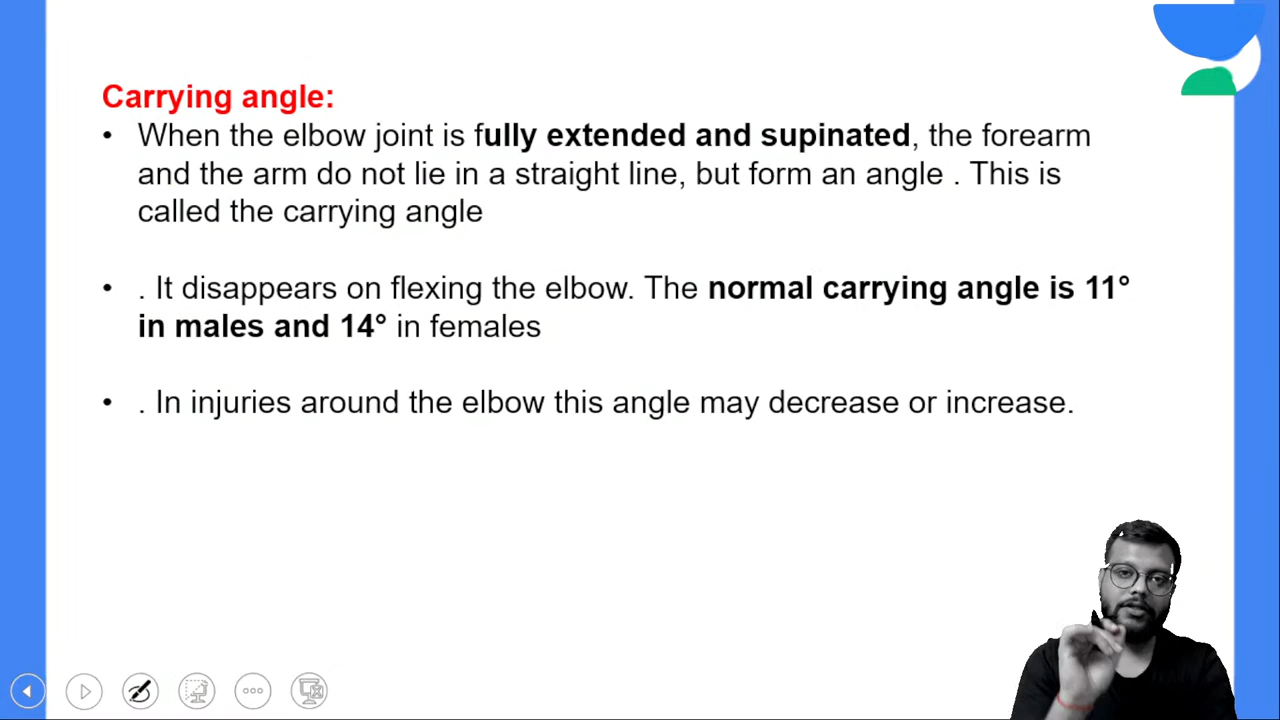 Carrying angle:
• When the elbow joint is fully extended and supinated, the forearm
and the arm do not lie in a straight line, but form an angle . This is
called the carrying angle
• . It disappears on flexing the elbow. The normal carrying angle is 11°
in males and 14° in females
• . In injuries around the elbow this angle may decrease or increase.